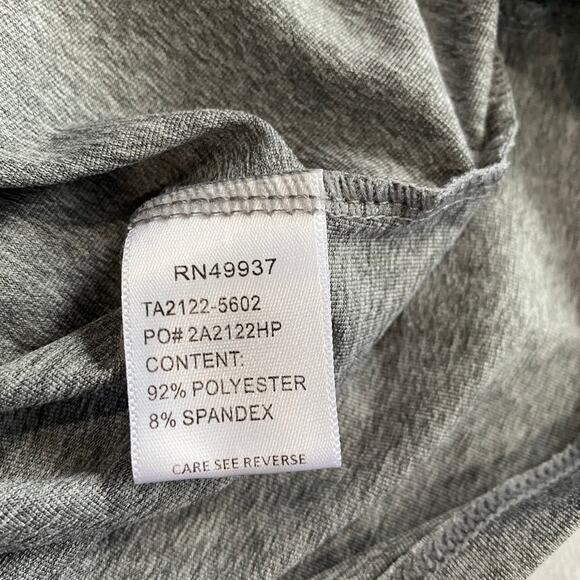 RN49937
TA2122-5602
PO# 2A2122HP
CONTENT:
92% POLYESTER
8% SPANDEX
CARE SEE REVERSE